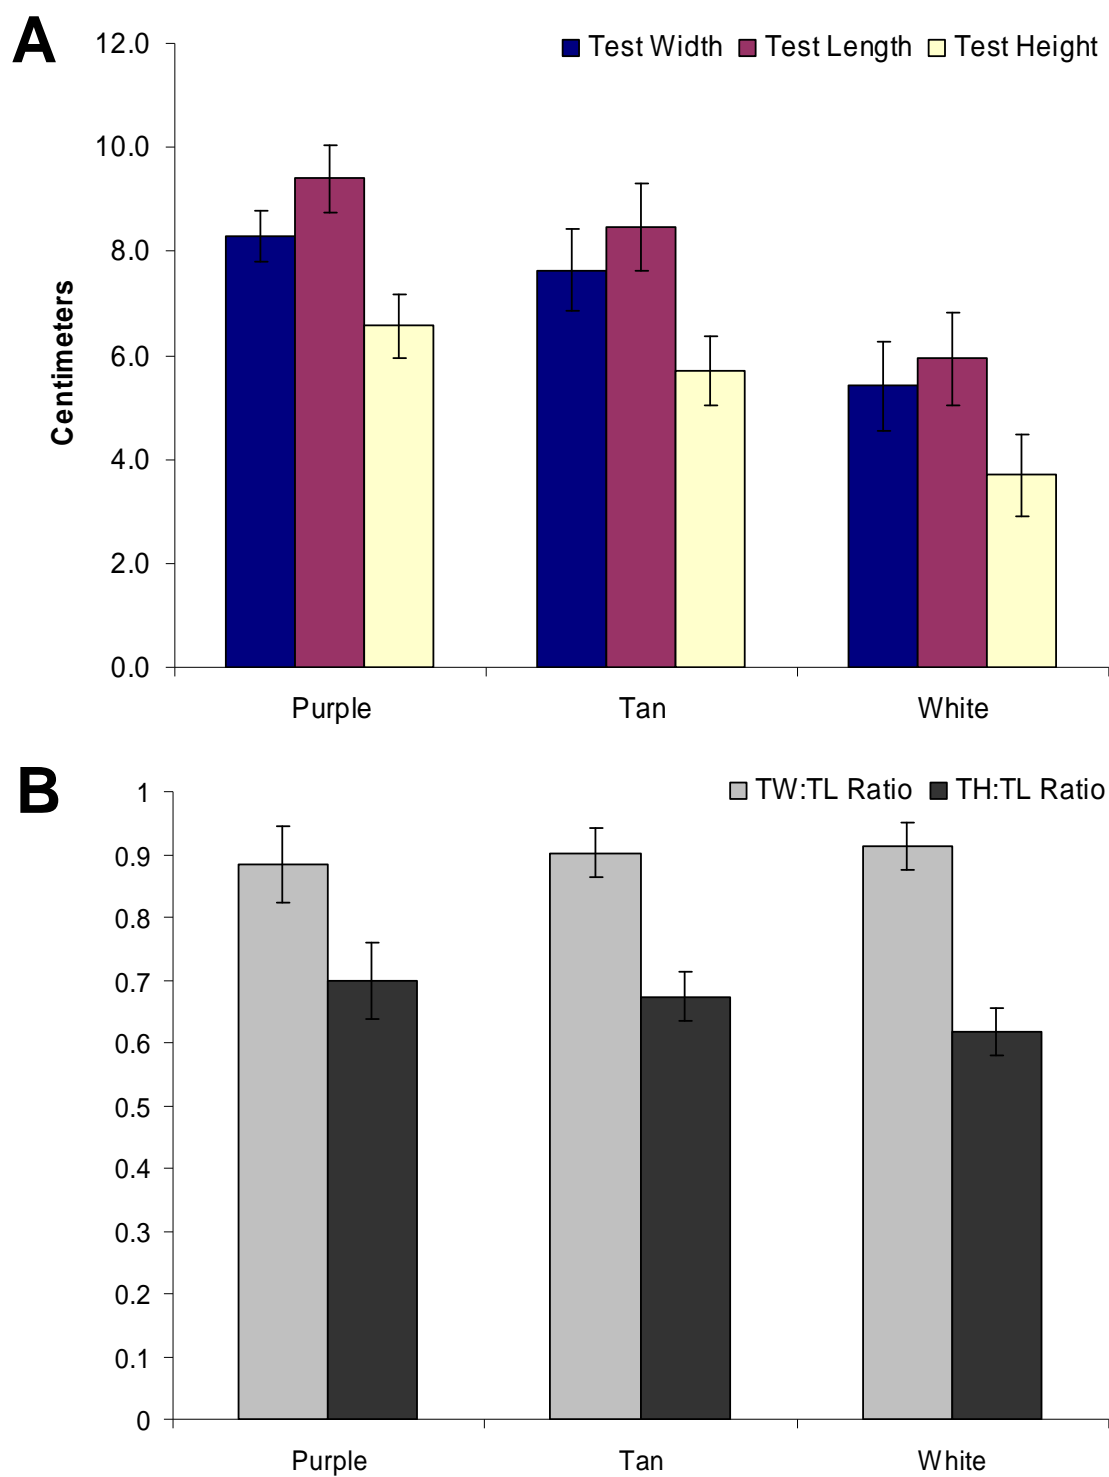 A
Test Width Test Length Test Height
12.0
10.0
8.0
6.0
4.0
2.0
0.0
Centimeters
Purple Tan White
B
TW:TL Ratio TH:TL Ratio
1
0.9
0.8
0.7
0.6
0.5
0.4
0.3
0.2
0.1
0
Purple Tan White